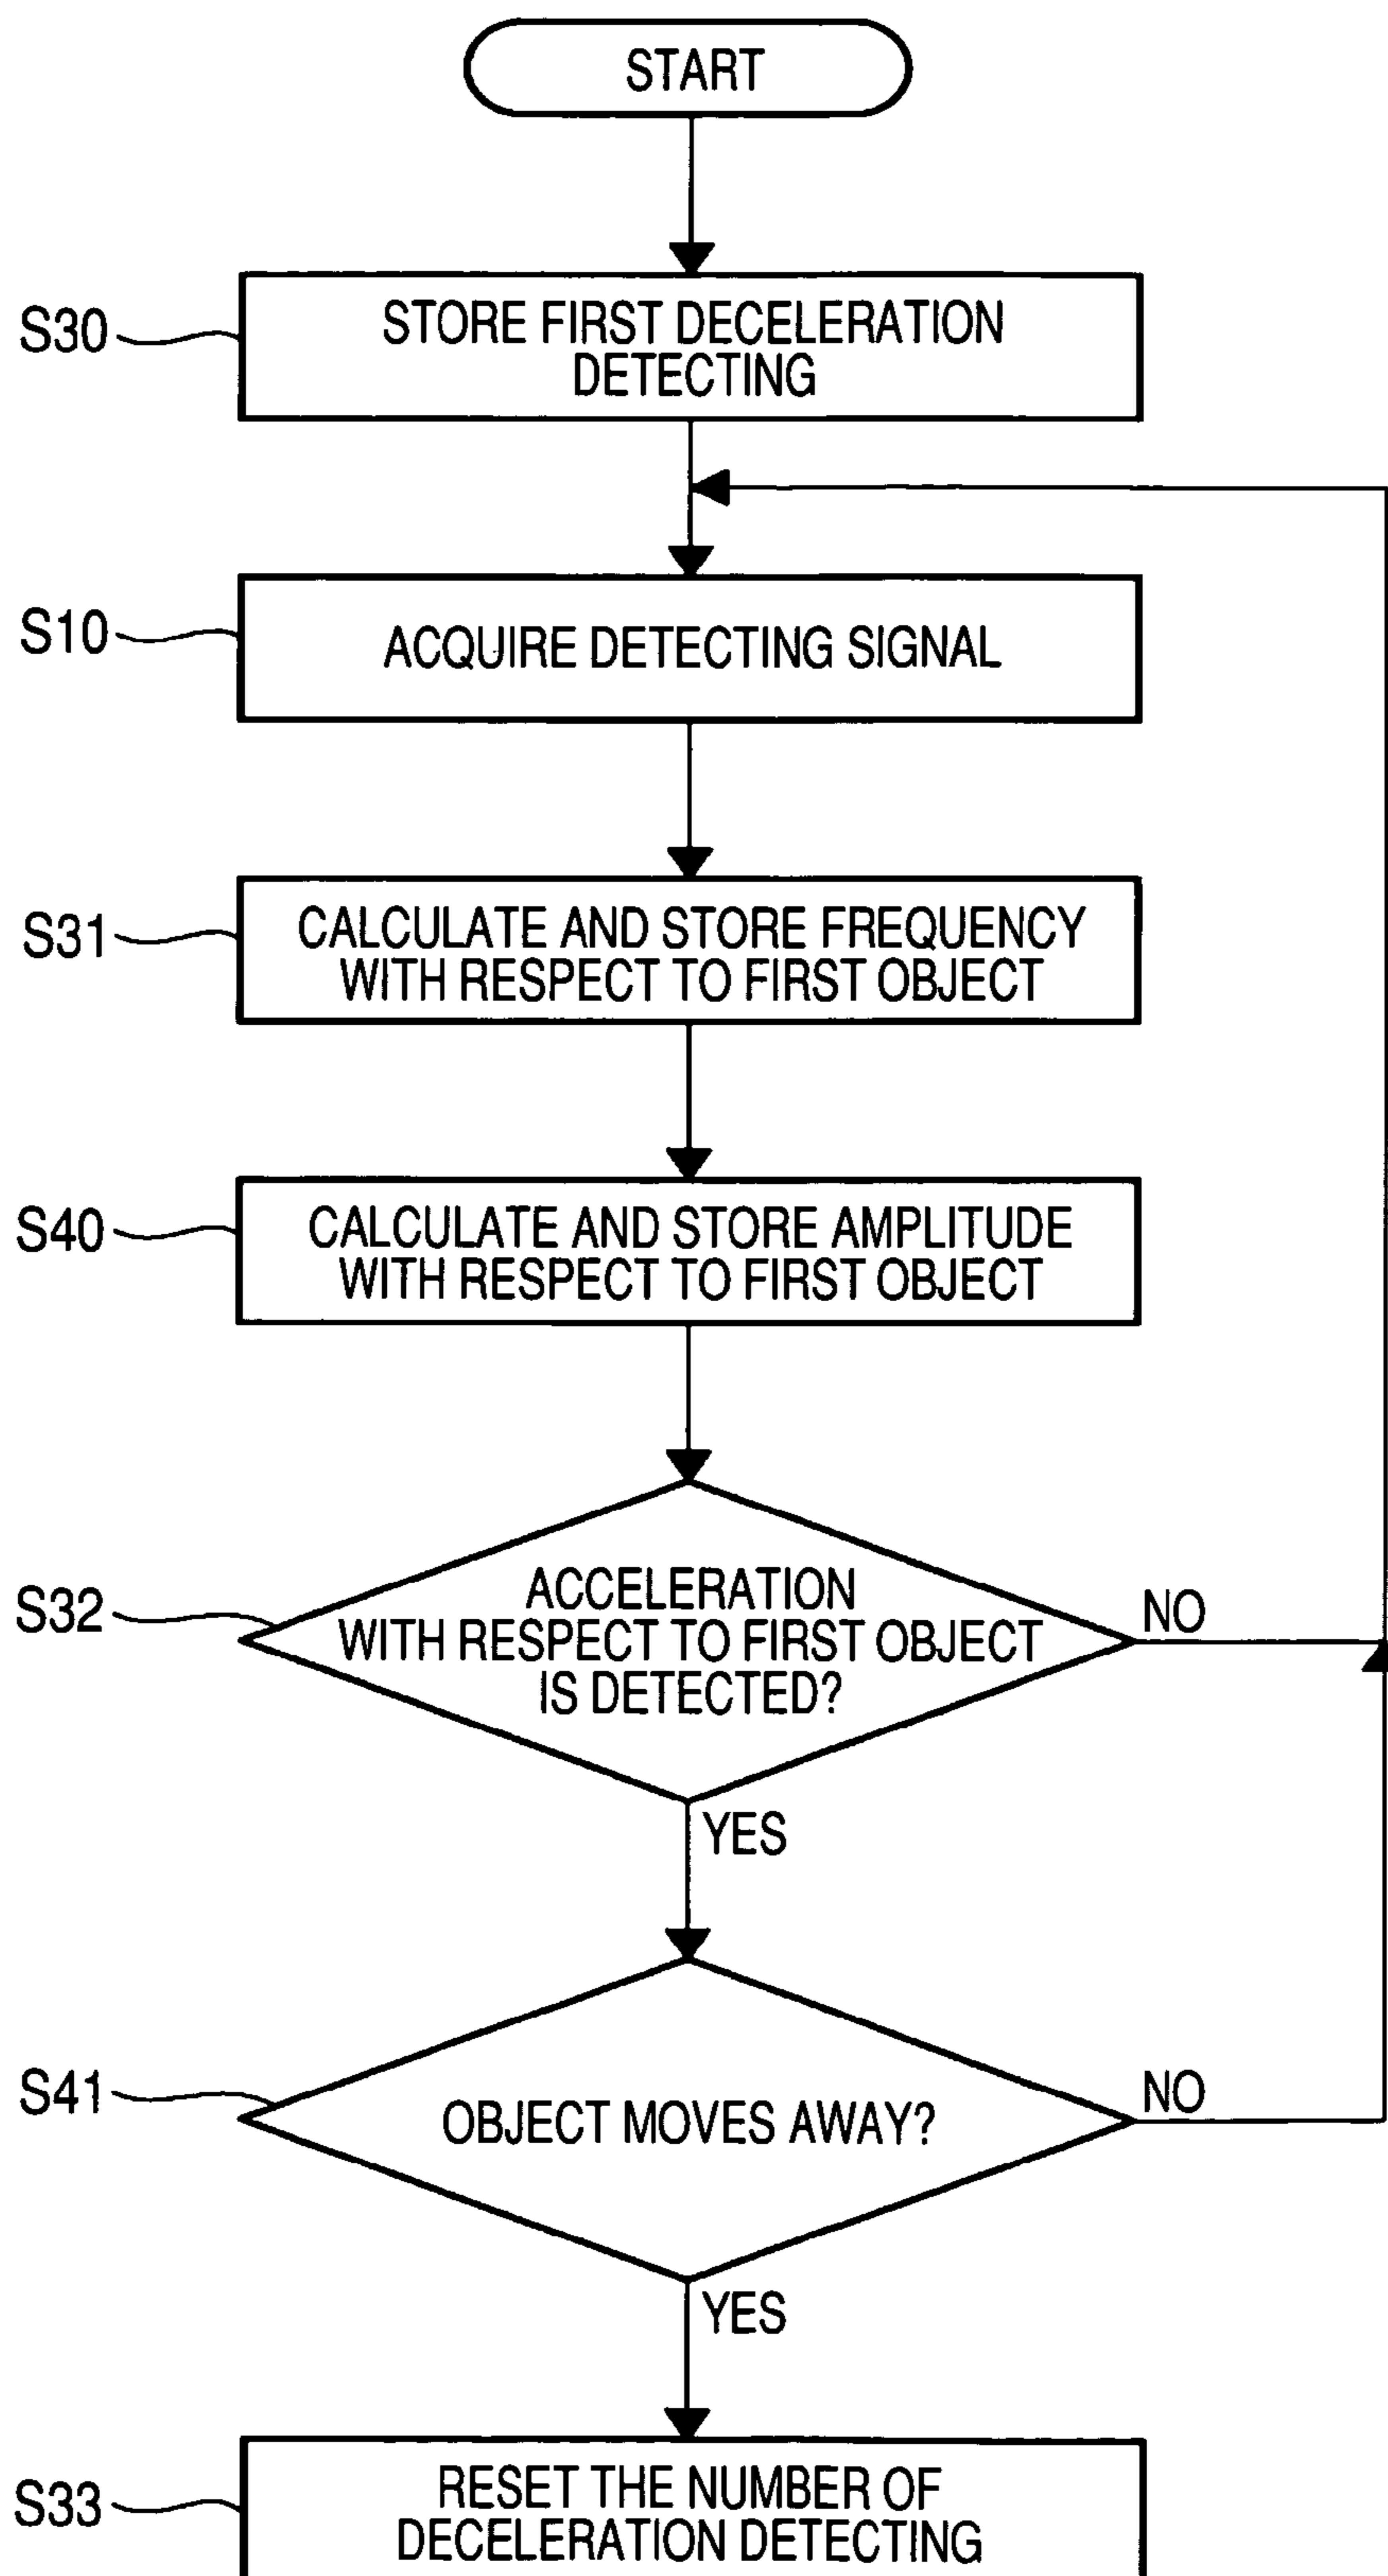 START
S30
STORE FIRST DECELERATION
DETECTING
S10
ACQUIRE DETECTING SIGNAL
S31
CALCULATE AND STORE FREQUENCY
WITH RESPECT TO FIRST OBJECT
S40
CALCULATE AND STORE AMPLITUDE
WITH RESPECT TO FIRST OBJECT
S32
ACCELERATION
WITH RESPECT TO FIRST OBJECT
IS DETECTED?
NO
YES
S41
OBJECT MOVES AWAY?
NO
YES
S33
RESET THE NUMBER OF
DECELERATION DETECTING